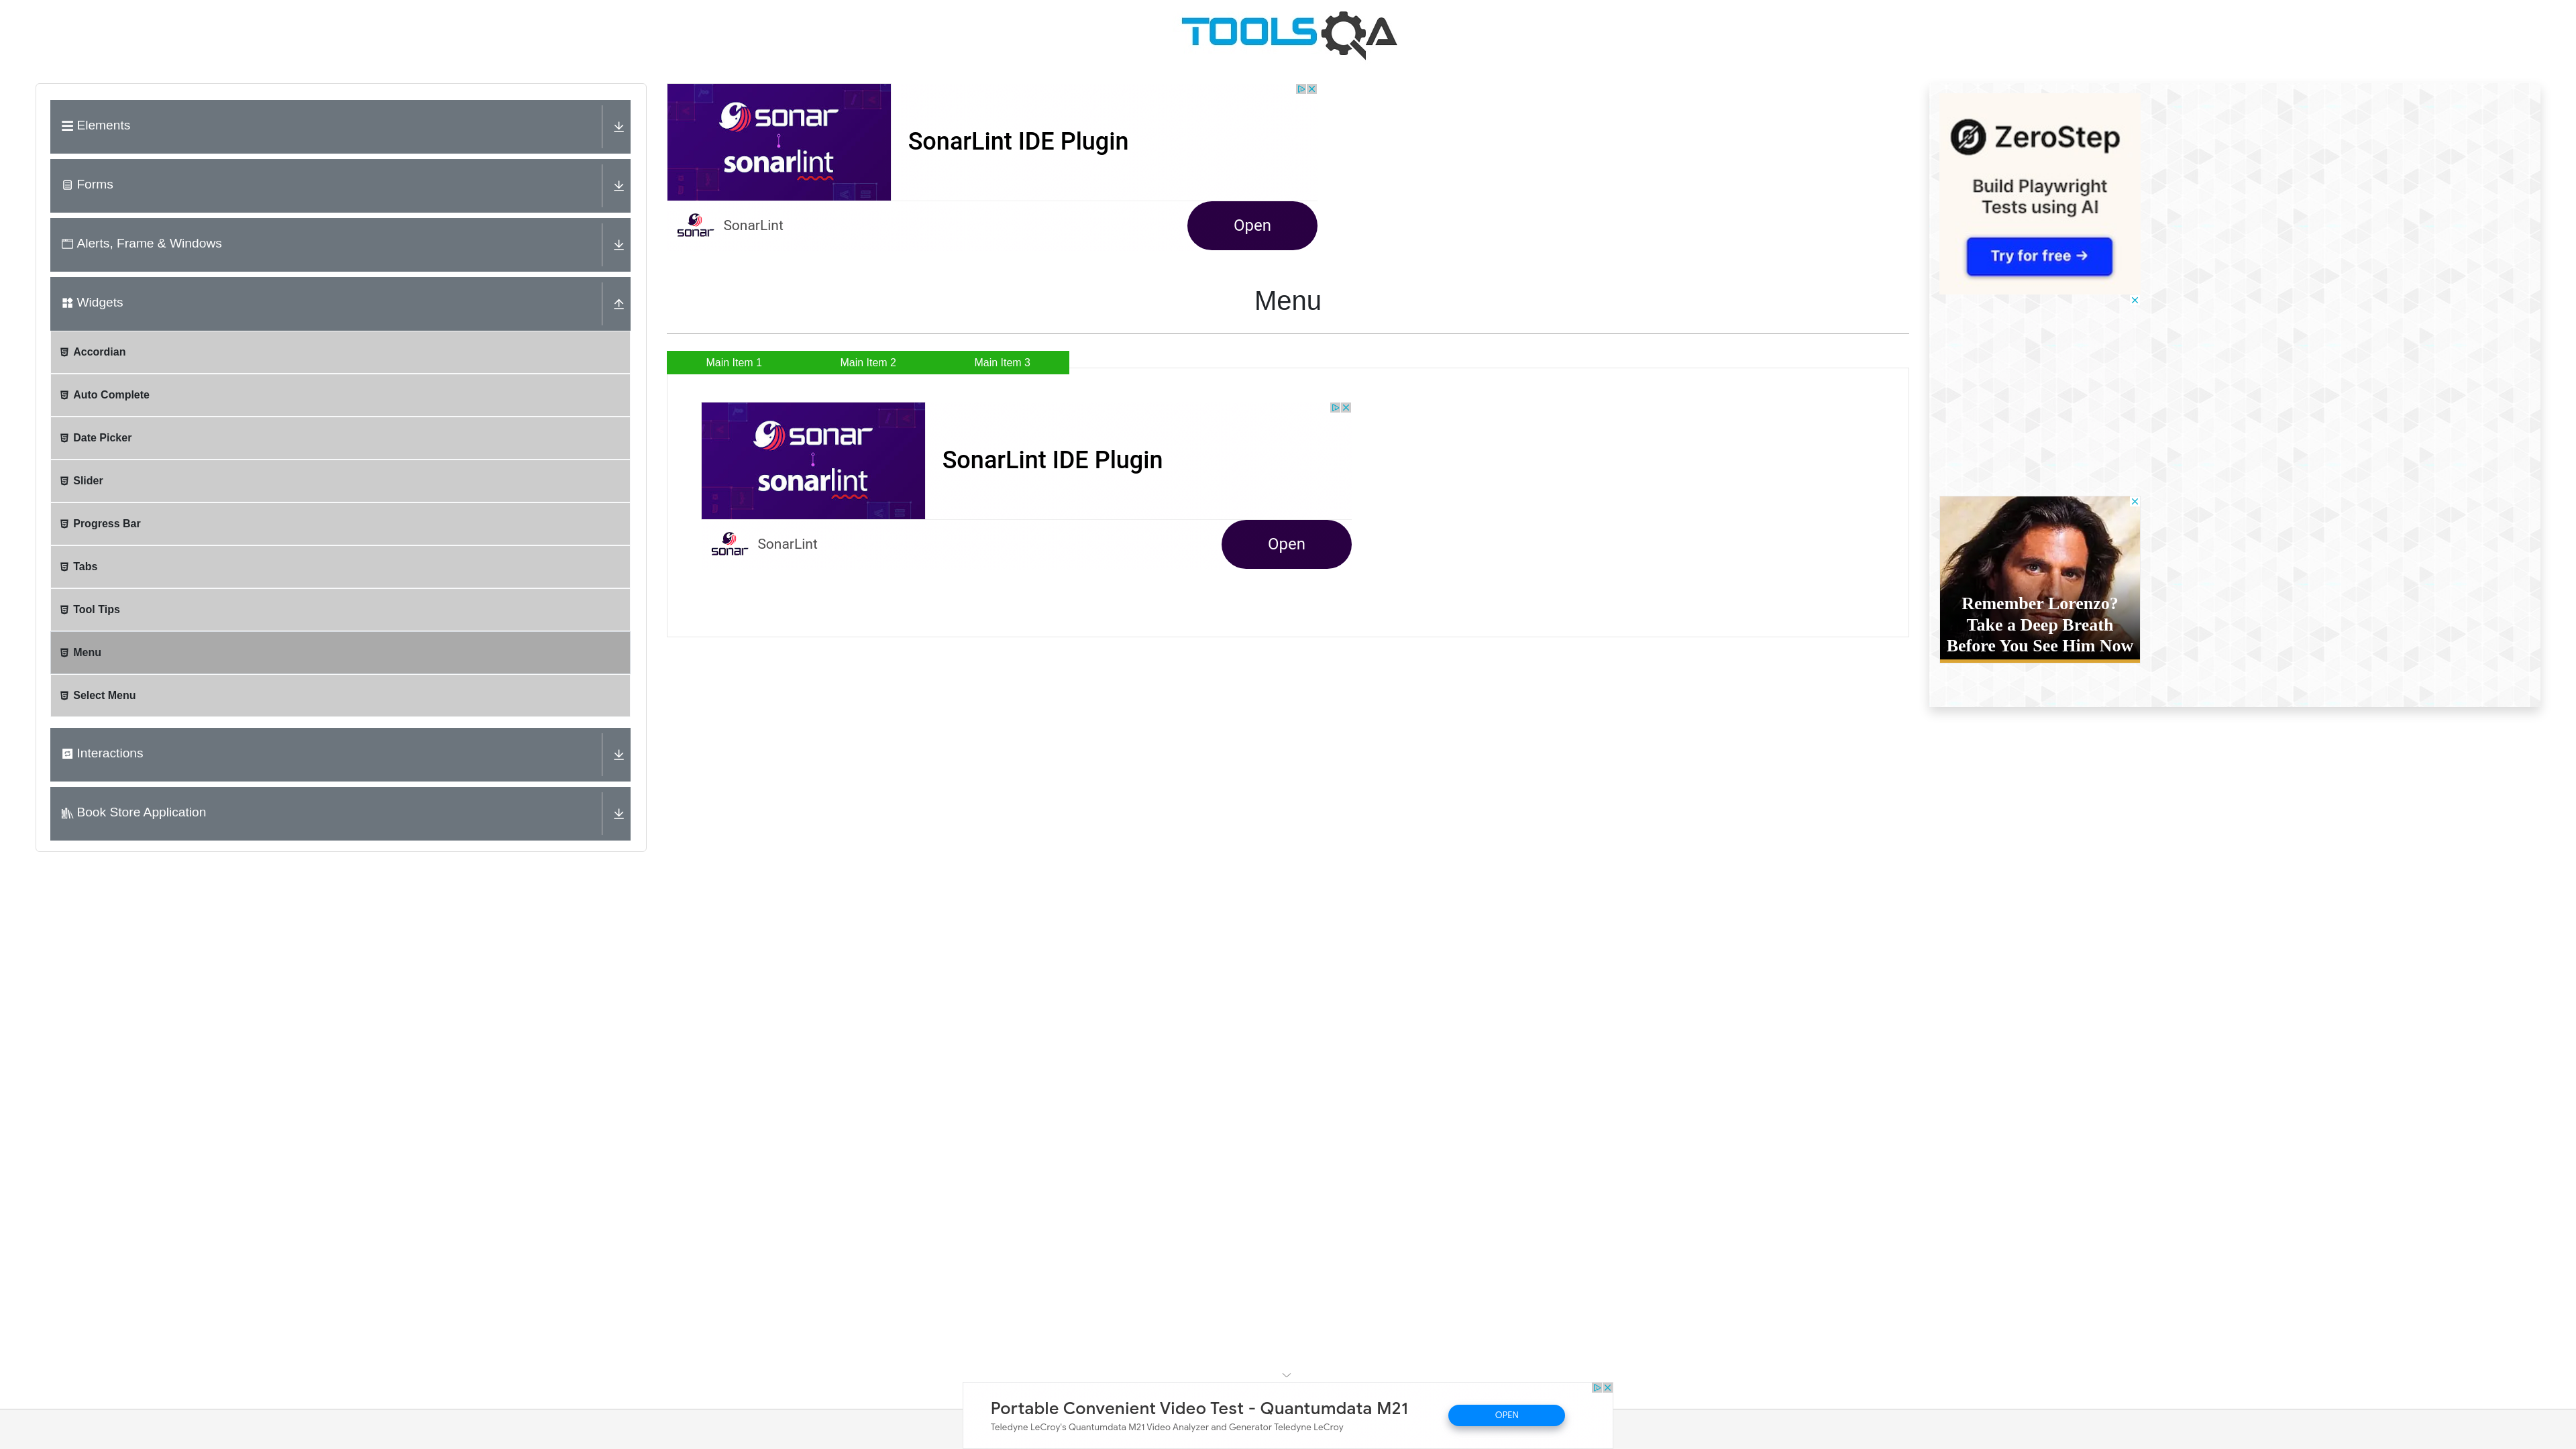 TOOLSQA
Elements
Forms
Alerts, Frame & Windows
Widgets
Accordian
Auto Complete
Date Picker
Slider
Progress Bar
Tabs
Tool Tips
Menu
Select Menu
Interactions
Book Store Application
sonar
sonarlint
SonarLint IDE Plugin
sonar
SonarLint
Open
Menu
Main Item 1
Main Item 2
Main Item 3
sonar
sonarlint
SonarLint IDE Plugin
sonar
SonarLint
Open
ZeroStep
Build Playwright
Tests using AI
Try for free →
Remember Lorenzo?
Take a Deep Breath
Before You See Him Now
Portable Convenient Video Test - Quantumdata M21
Teledyne LeCroy's Quantumdata M21 Video Analyzer and Generator Teledyne LeCroy
OPEN